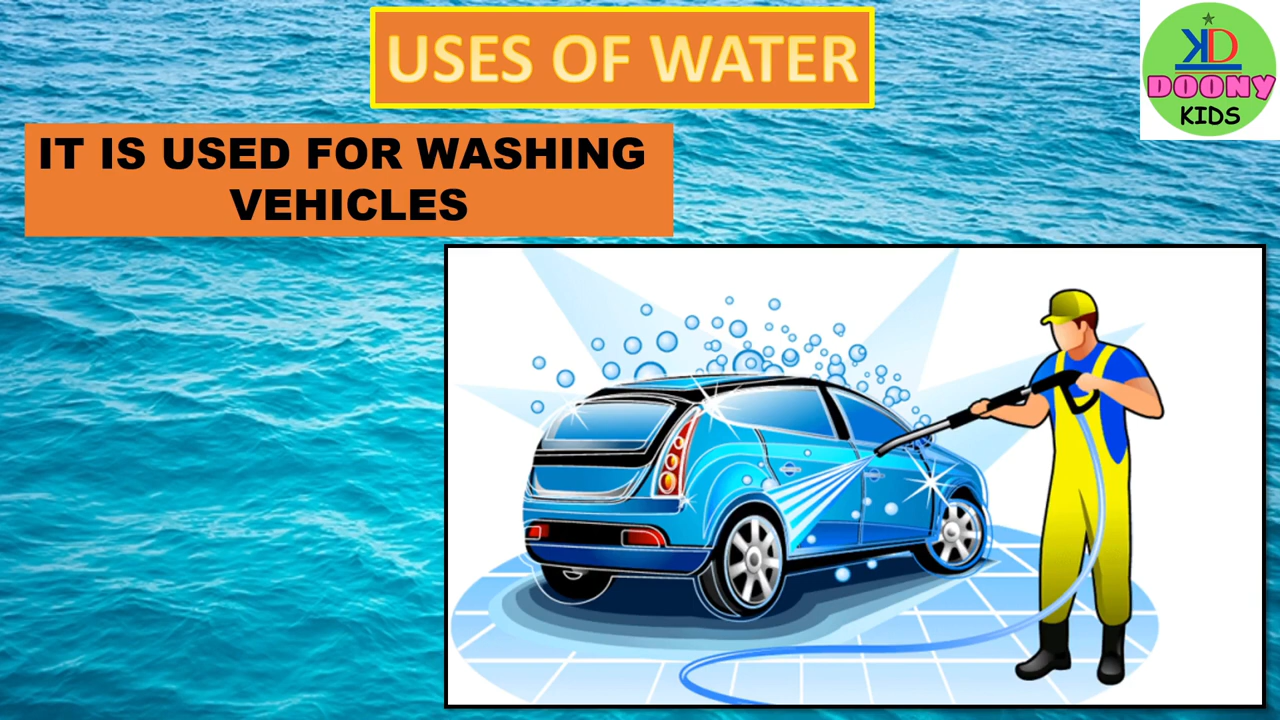 USES OF WATER
KD
DOONY
KIDS
IT IS USED FOR WASHING
VEHICLES